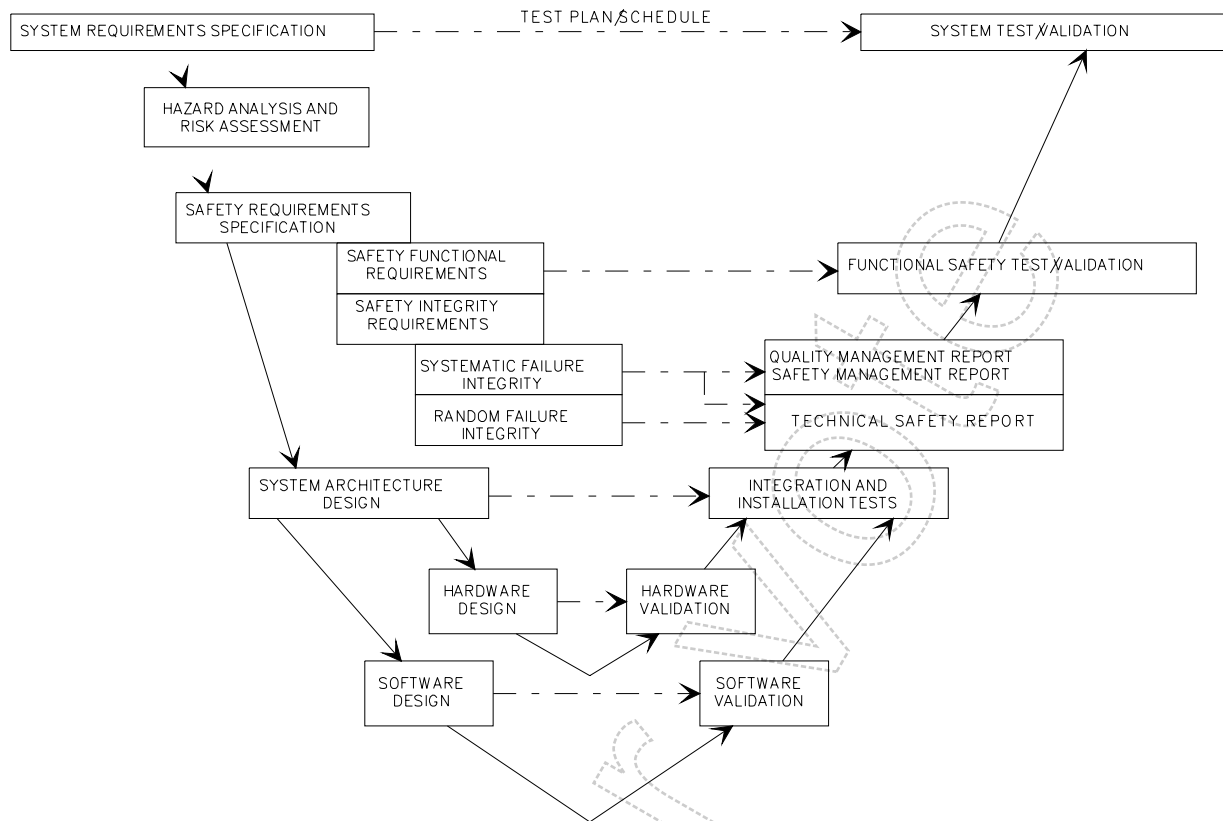 TEST PLAN/SCHEDULE
SYSTEM REQUIREMENTS SPECIFICATION
SYSTEM TEST/VALIDATION
HAZARD ANALYSIS AND
RISK ASSESSMENT
SAFETY REQUIREMENTS
SPECIFICATION
SAFETY FUNCTIONAL
REQUIREMENTS
FUNCTIONAL SAFETY TEST/VALIDATION
SAFETY INTEGRITY
REQUIREMENTS
SYSTEMATIC FAILURE
INTEGRITY
QUALITY MANAGEMENT REPORT
SAFETY MANAGEMENT REPORT
RANDOM FAILURE
INTEGRITY
TECHNICAL SAFETY REPORT
SYSTEM ARCHITECTURE
DESIGN
INTEGRATION AND
INSTALLATION TESTS
HARDWARE
DESIGN
HARDWARE
VALIDATION
SOFTWARE
DESIGN
SOFTWARE
VALIDATION